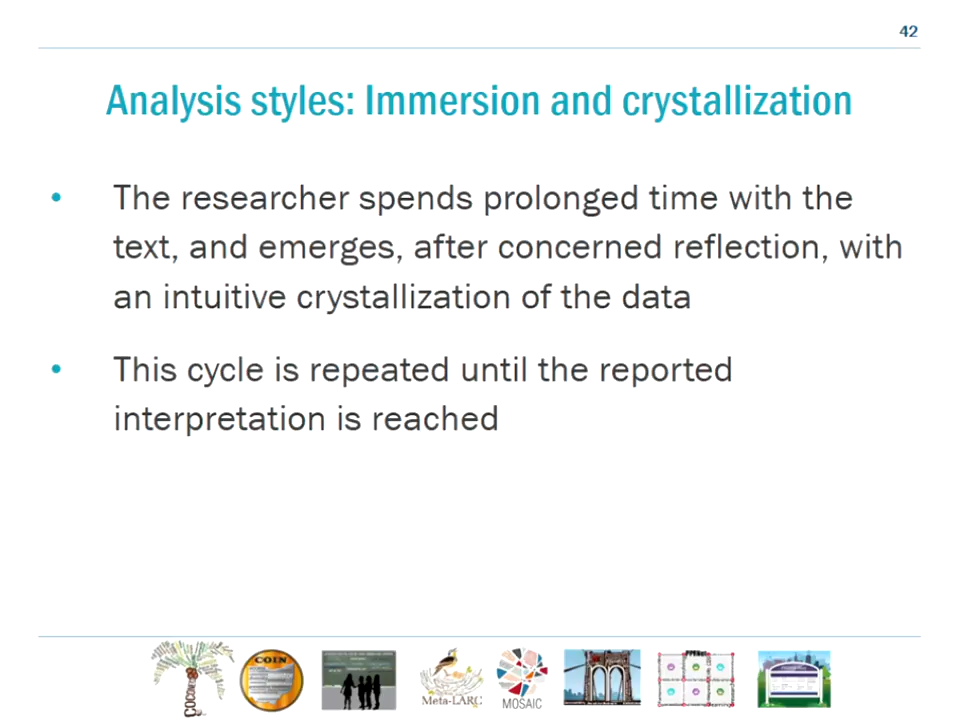 42
Analysis styles: Immersion and crystallization
• The researcher spends prolonged time with the
text, and emerges, after concerned reflection, with
an intuitive crystallization of the data
• This cycle is repeated until the reported
interpretation is reached
COIN
Meta-LARC
MOSAIC